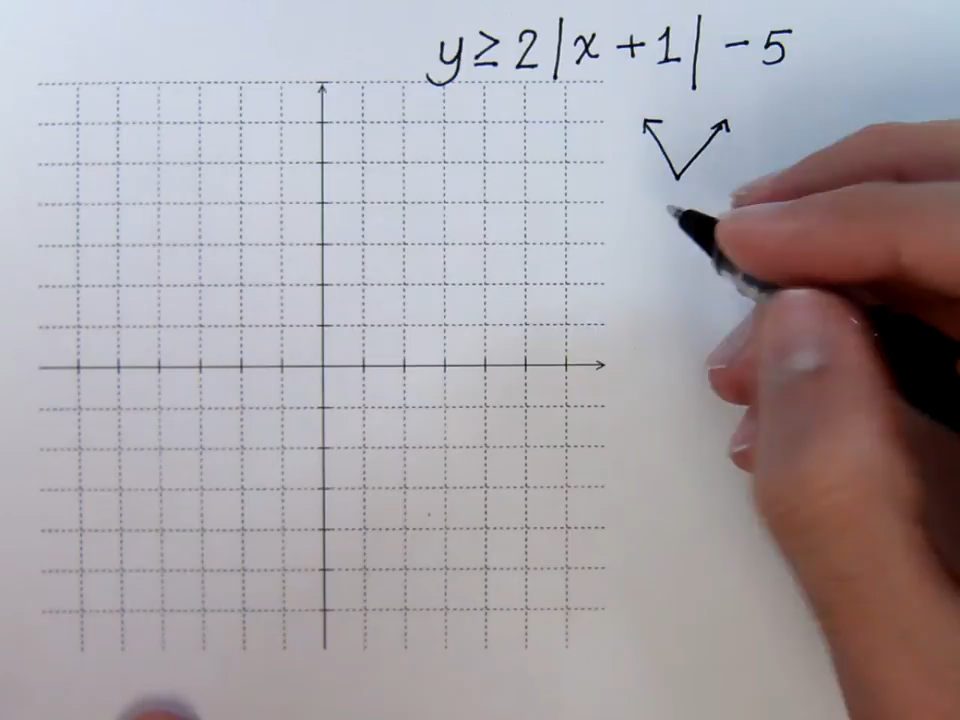 y ≥ 2|x + 1| - 5